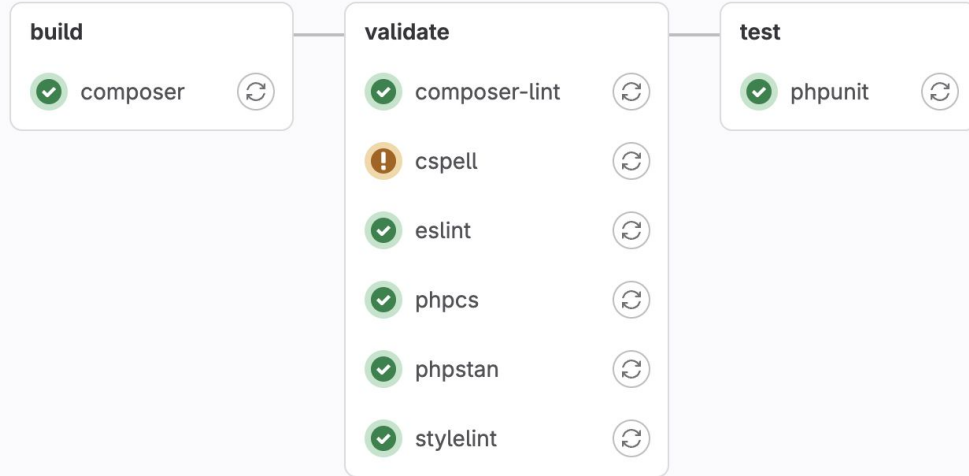 build
composer
validate
composer-lint
cspell
eslint
phpcs
phpstan
stylelint
test
phpunit